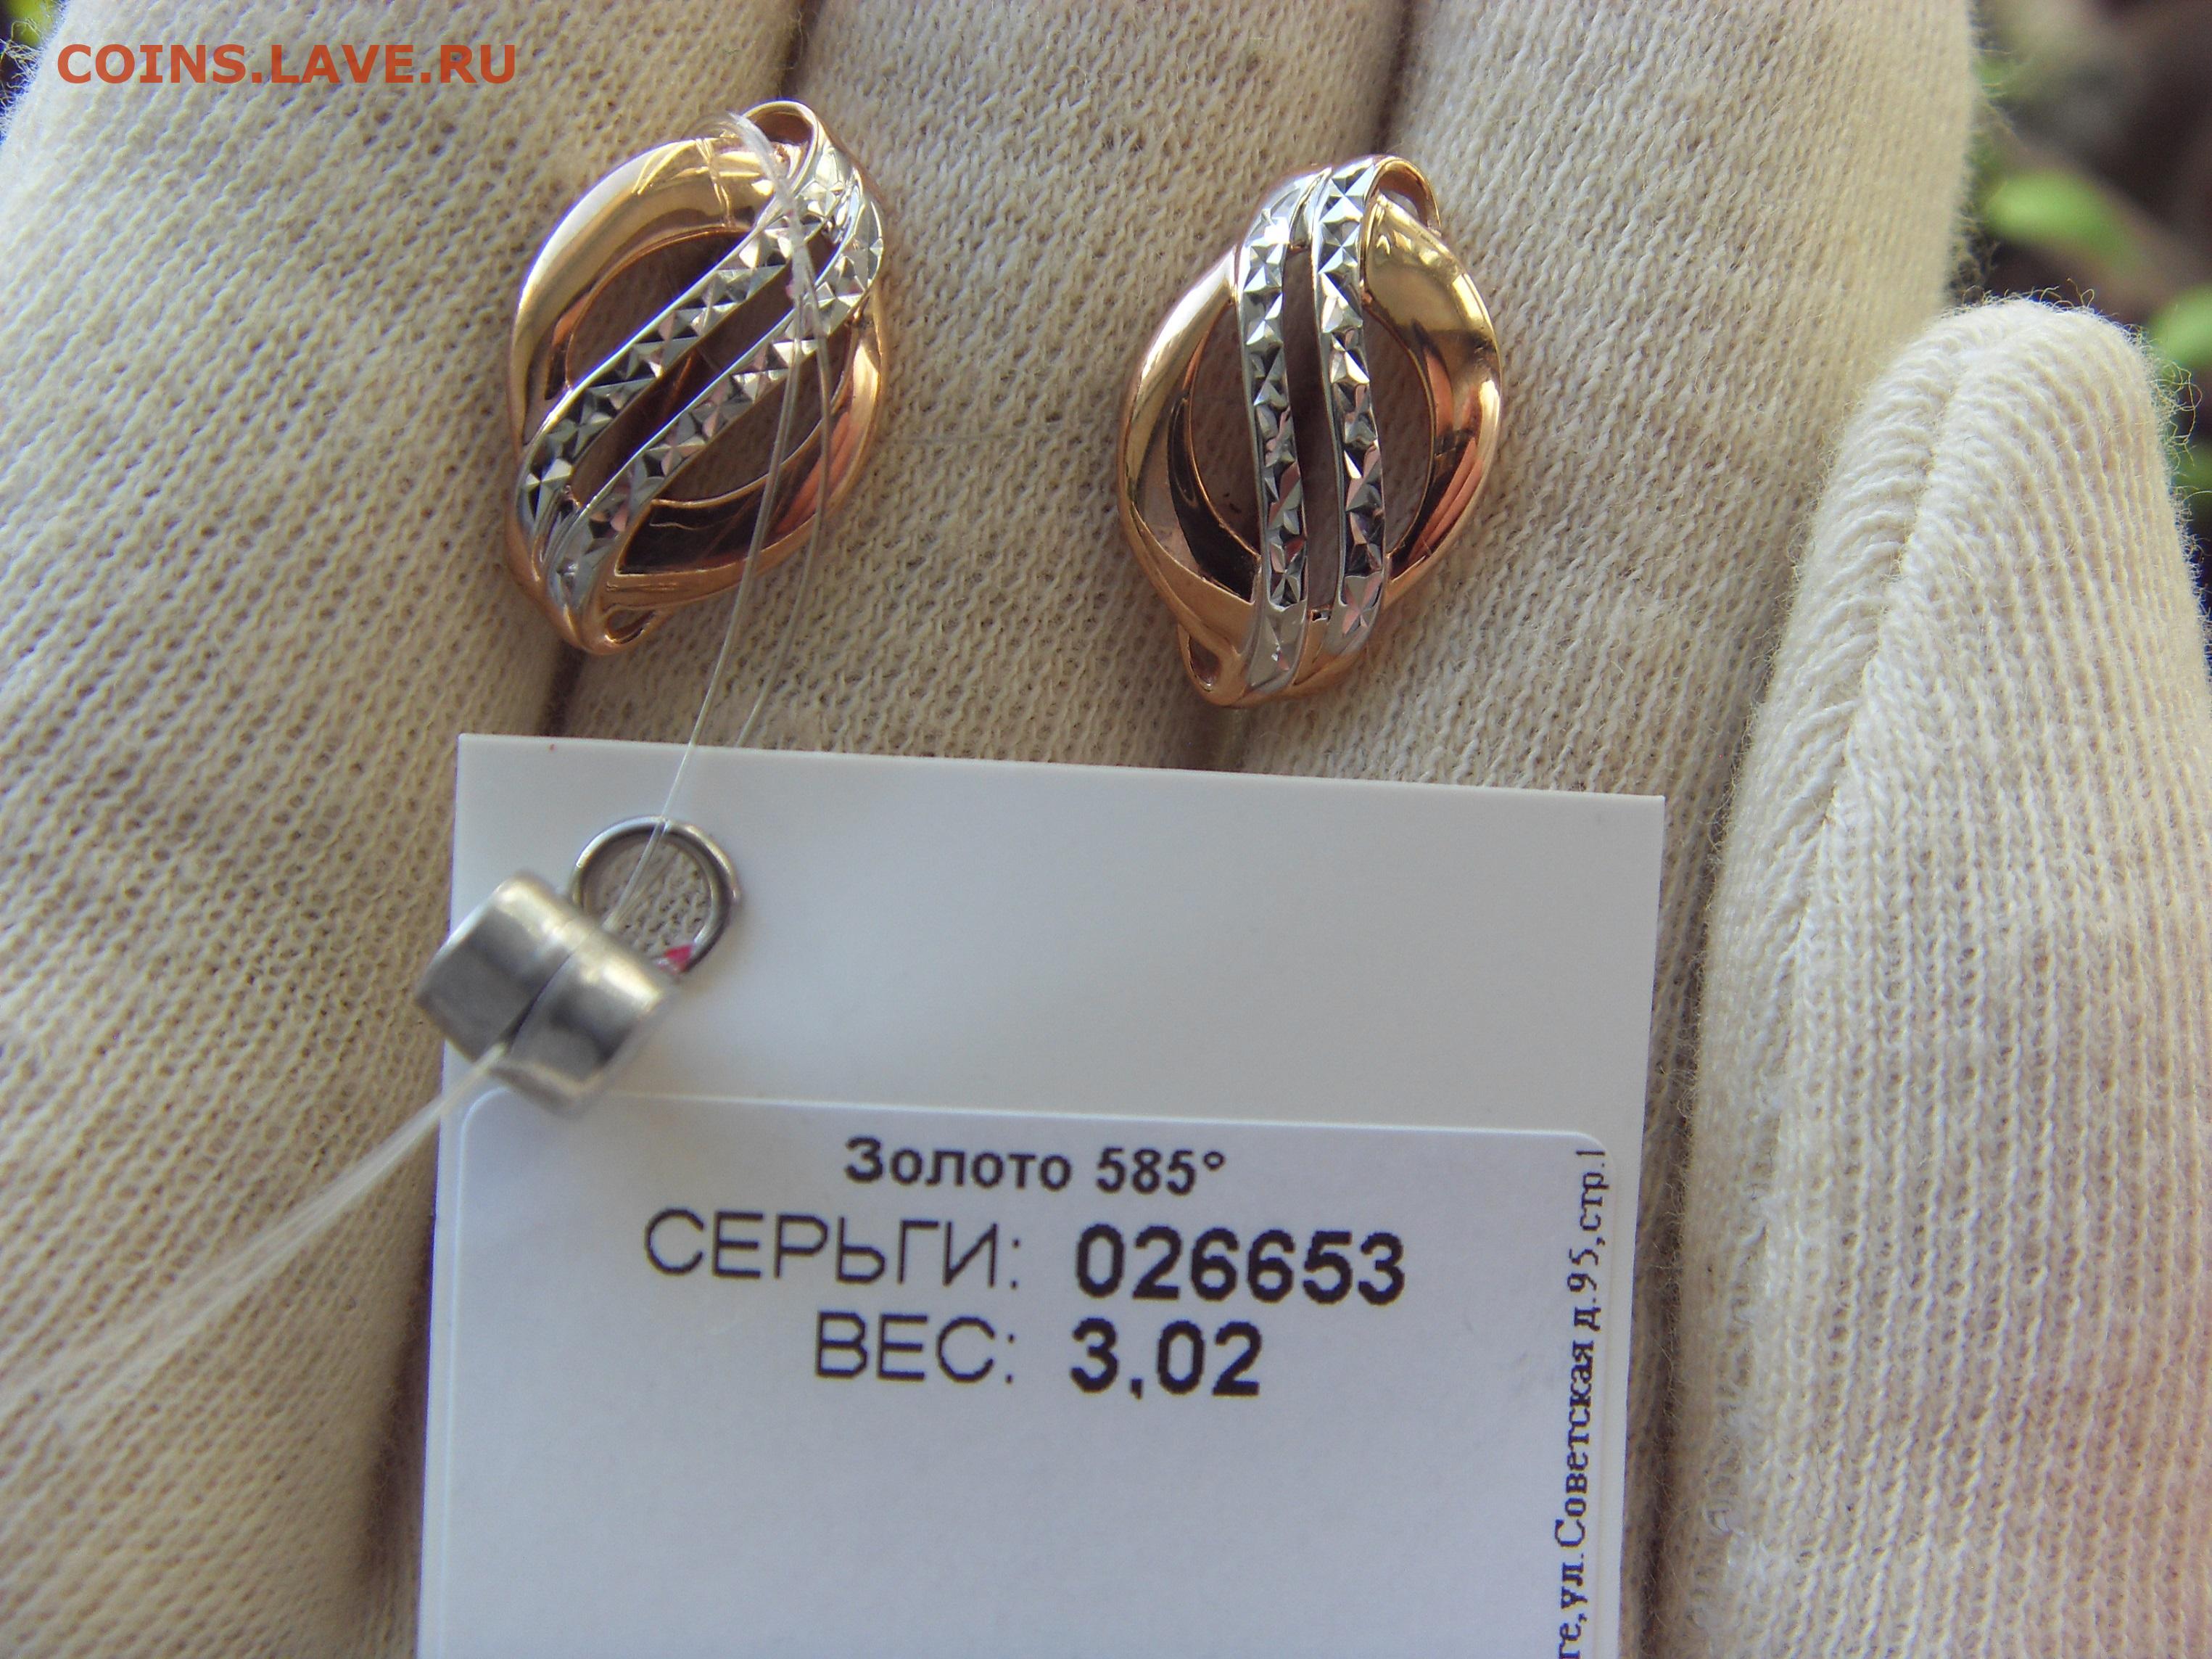 COINS.LAVE.RU
Золото 585°
СЕРЬГИ: 026653
ВЕС: 3,02
ул.Советская д.95,стр.1